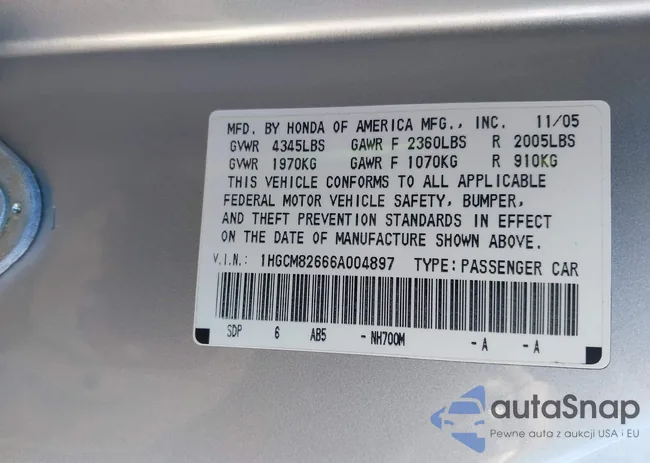 MFD. BY HONDA OF AMERICA MFG., INC. 11/05
GVWR 4345LBS GAWR F 2360LBS R 2005LBS
GVWR 1970KG GAWR F 1070KG R 910KG
THIS VEHICLE CONFORMS TO ALL APPLICABLE
FEDERAL MOTOR VEHICLE SAFETY, BUMPER,
AND THEFT PREVENTION STANDARDS IN EFFECT
ON THE DATE OF MANUFACTURE SHOWN ABOVE.
V.I.N.: 1HGCM82666A004897 TYPE: PASSENGER CAR
SDP 6 AB5 - NH700M - A - A
autaSnap
Pewne auta z aukcji USA i EU